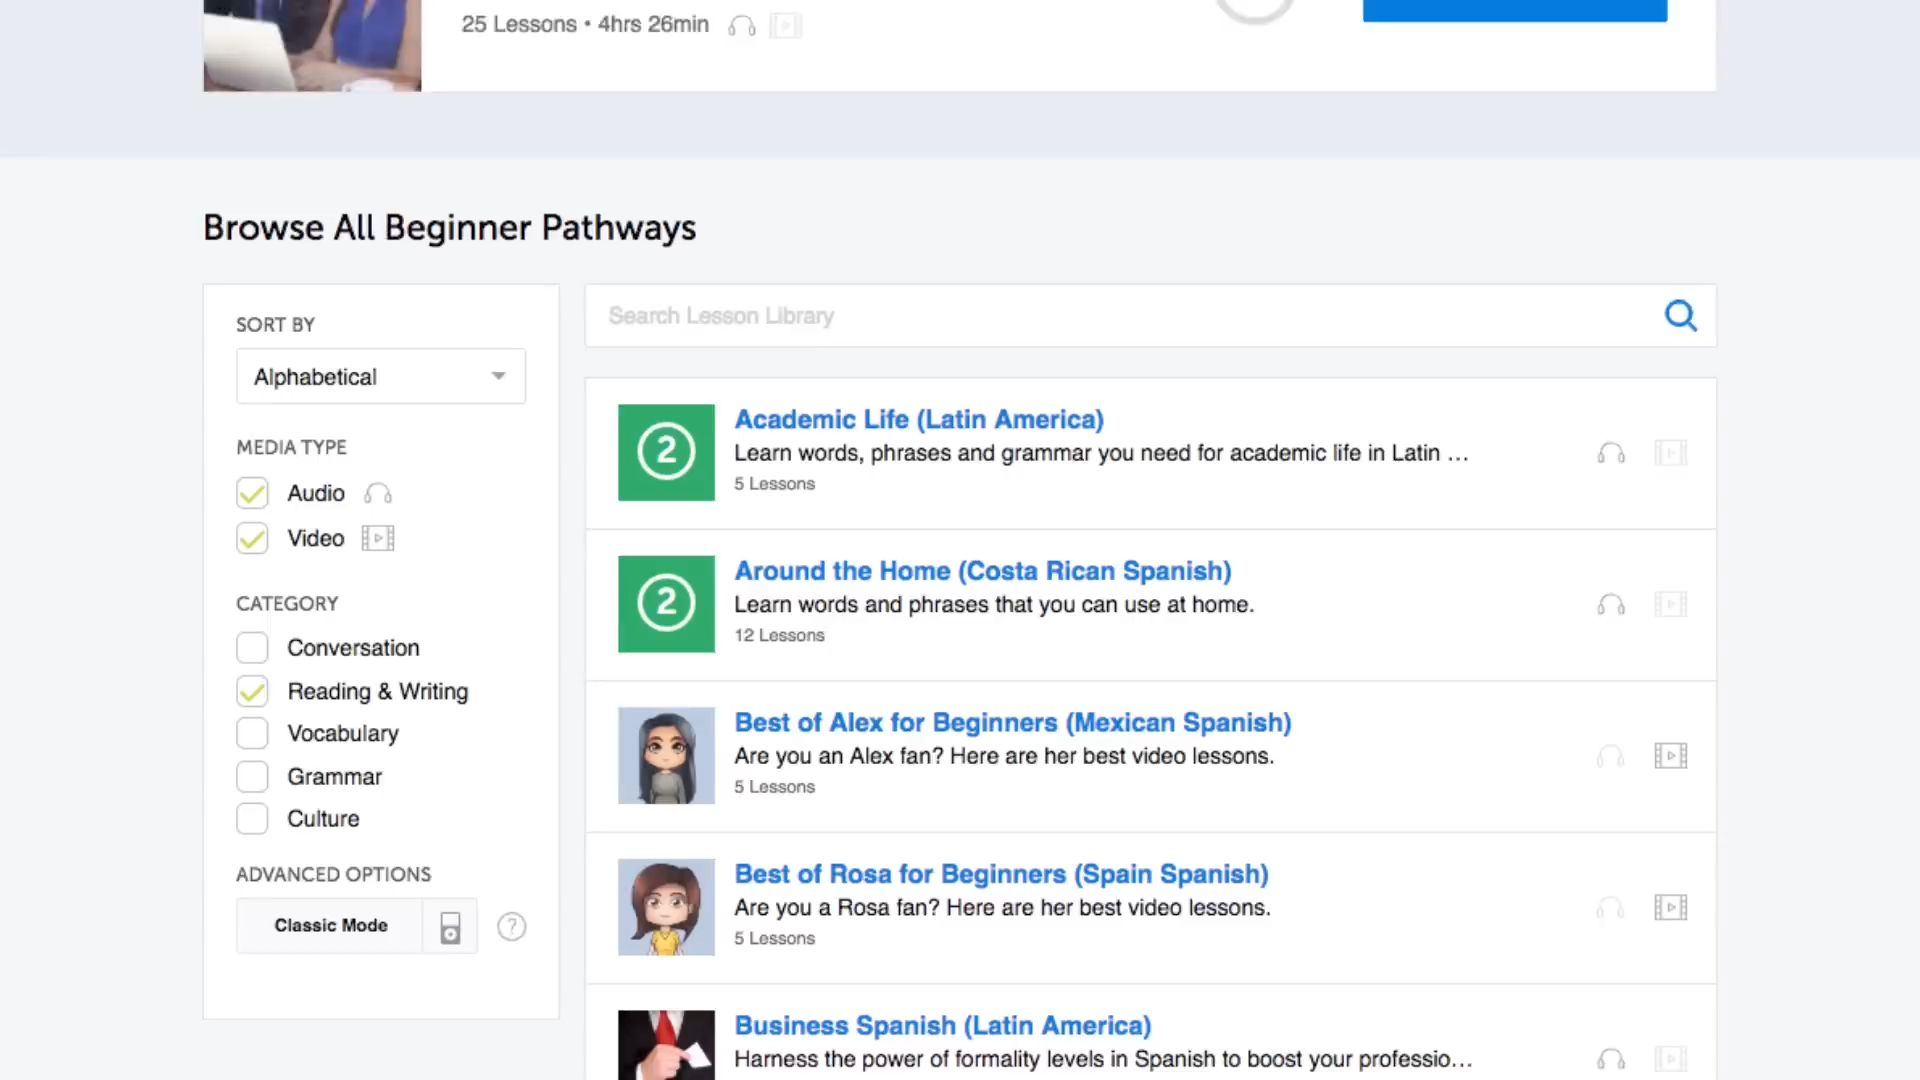 25 Lessons • 4hrs 26min
Browse All Beginner Pathways
SORT BY
Alphabetical
MEDIA TYPE
Audio
Video
CATEGORY
Conversation
Reading & Writing
Vocabulary
Grammar
Culture
ADVANCED OPTIONS
Classic Mode
?
Search Lesson Library
2
Academic Life (Latin America)
Learn words, phrases and grammar you need for academic life in Latin ...
5 Lessons
2
Around the Home (Costa Rican Spanish)
Learn words and phrases that you can use at home.
12 Lessons
Best of Alex for Beginners (Mexican Spanish)
Are you an Alex fan? Here are her best video lessons.
5 Lessons
Best of Rosa for Beginners (Spain Spanish)
Are you a Rosa fan? Here are her best video lessons.
5 Lessons
Business Spanish (Latin America)
Harness the power of formality levels in Spanish to boost your professio...